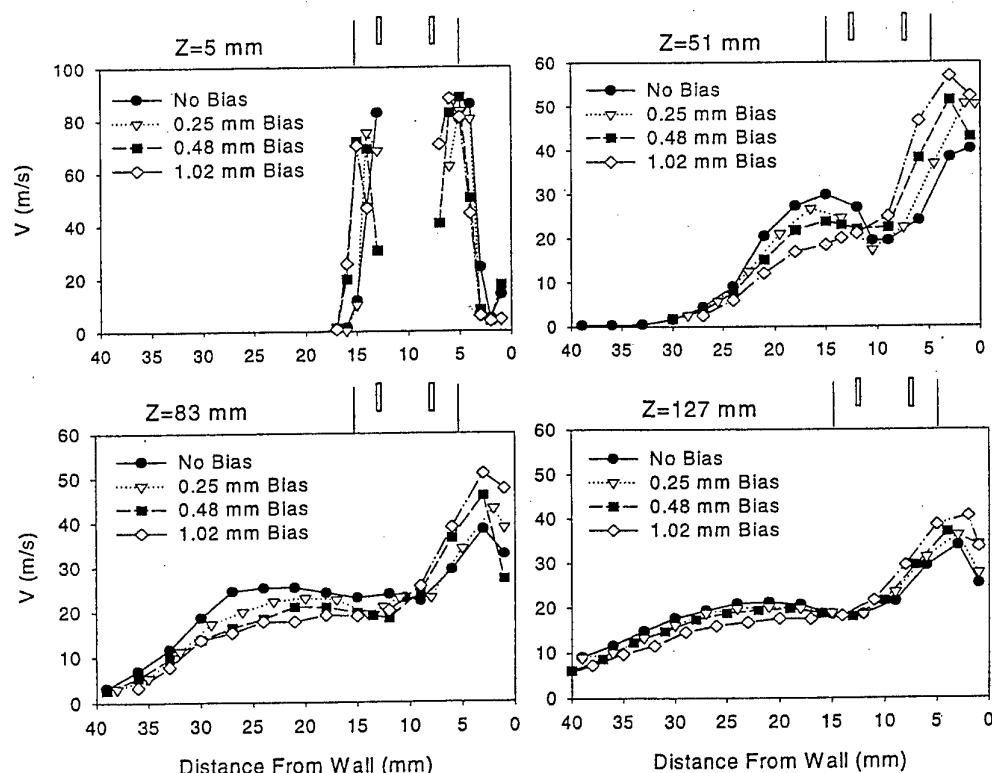 Z=5 mm
100
80
60
40
20
0
V (m/s)
No Bias
0.25 mm Bias
0.48 mm Bias
1.02 mm Bias
40 35 30 25 20 15 10 5 0
Z=51 mm
60
50
40
30
20
10
0
No Bias
0.25 mm Bias
0.48 mm Bias
1.02 mm Bias
40 35 30 25 20 15 10 5 0
Z=83 mm
60
50
40
30
20
10
0
V (m/s)
No Bias
0.25 mm Bias
0.48 mm Bias
1.02 mm Bias
40 35 30 25 20 15 10 5 0
Distance From Wall (mm)
Z=127 mm
60
50
40
30
20
10
0
No Bias
0.25 mm Bias
0.48 mm Bias
1.02 mm Bias
40 35 30 25 20 15 10 5 0
Distance From Wall (mm)